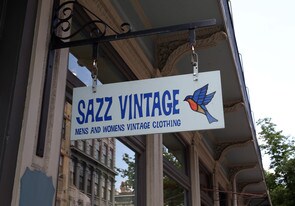 SAZZ VINTAGE
MENS AND WOMENS VINTAGE CLOTHING